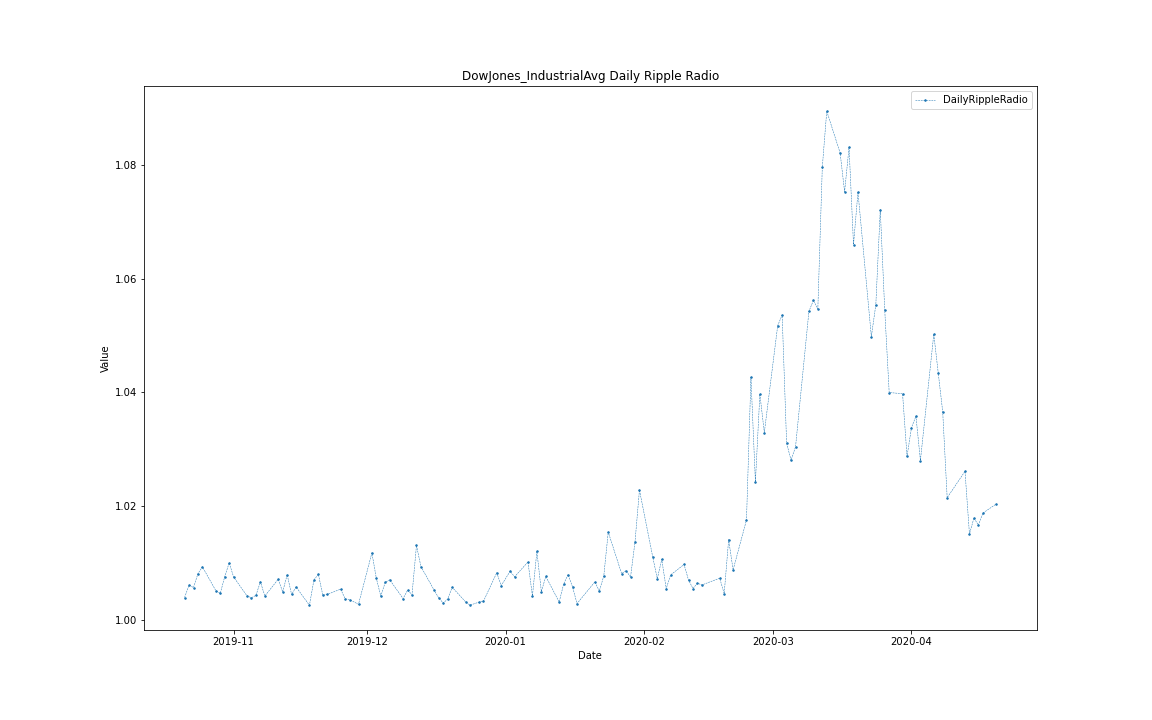 DowJones_IndustrialAvg Daily Ripple Radio
DailyRippleRadio
1.08
1.06
1.04
1.02
1.00
Value
2019-11
2019-12
2020-01
2020-02
2020-03
2020-04
Date